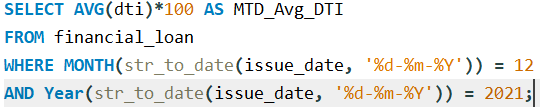 SELECT AVG(dti)*100 AS MTD_Avg_DTI
FROM financial_loan
WHERE MONTH(str_to_date(issue_date, '%d-%m-%Y')) = 12
AND Year(str_to_date(issue_date, '%d-%m-%Y')) = 2021;